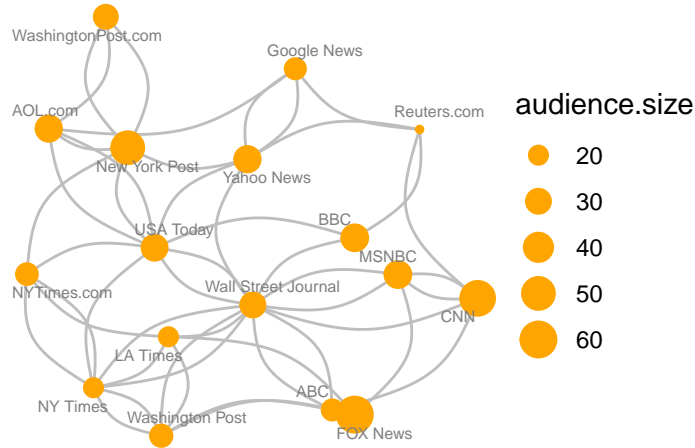 WashingtonPost.com
Google News
AOL.com
Reuters.com
New York Post
Yahoo News
BBC
USA Today
MSNBC
NYTimes.com
Wall Street Journal
CNN
LA Times
ABC
NY Times
Washington Post
FOX News
audience.size
20
30
40
50
60